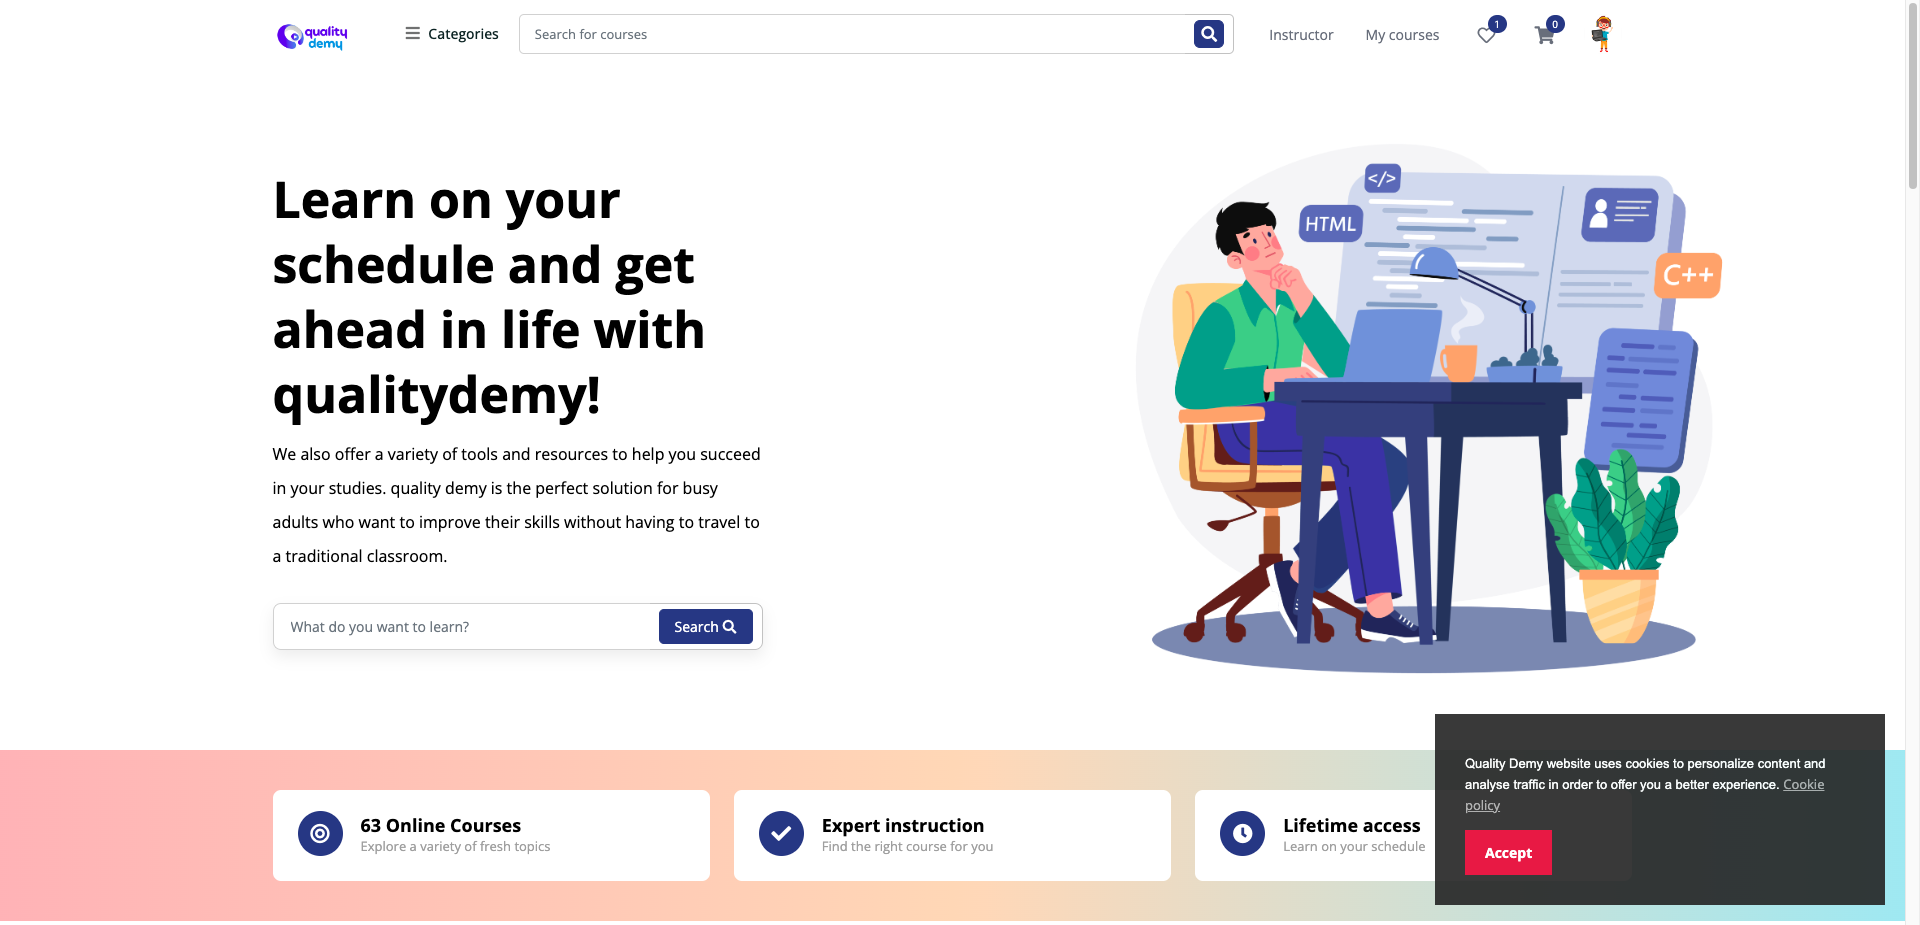 quality
demy
Categories
Search for courses
Instructor
My courses
1
0
Learn on your
schedule and get
ahead in life with
qualitydemy!
We also offer a variety of tools and resources to help you succeed
in your studies. quality demy is the perfect solution for busy
adults who want to improve their skills without having to travel to
a traditional classroom.
What do you want to learn?
Search
</>
HTML
C++
63 Online Courses
Explore a variety of fresh topics
Expert instruction
Find the right course for you
Lifetime access
Learn on your schedule
Quality Demy website uses cookies to personalize content and
analyse traffic in order to offer you a better experience. Cookie
policy
Accept